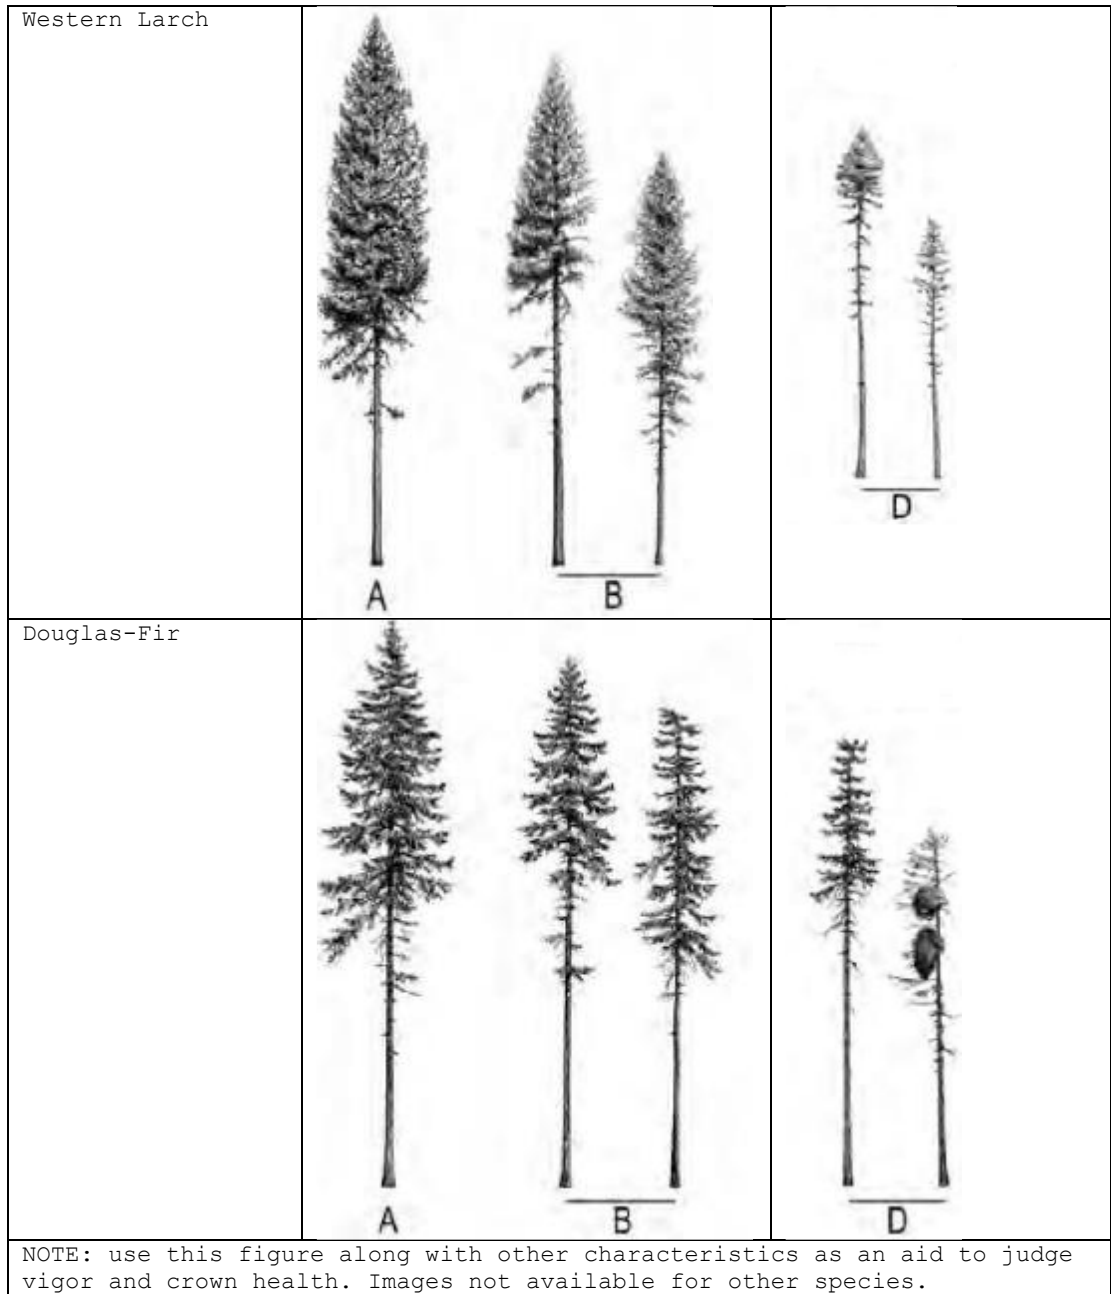 Western Larch
A
B
D
Douglas-Fir
A
B
D
NOTE: use this figure along with other characteristics as an aid to judge
vigor and crown health. Images not available for other species.